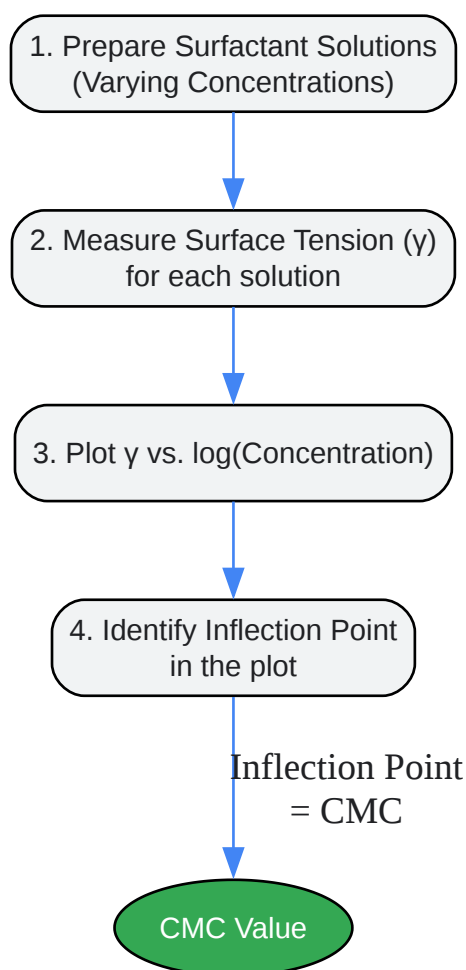 1. Prepare Surfactant Solutions
(Varying Concentrations)
2. Measure Surface Tension (γ)
for each solution
3. Plot γ vs. log(Concentration)
4. Identify Inflection Point
in the plot
Inflection Point
= CMC
CMC Value